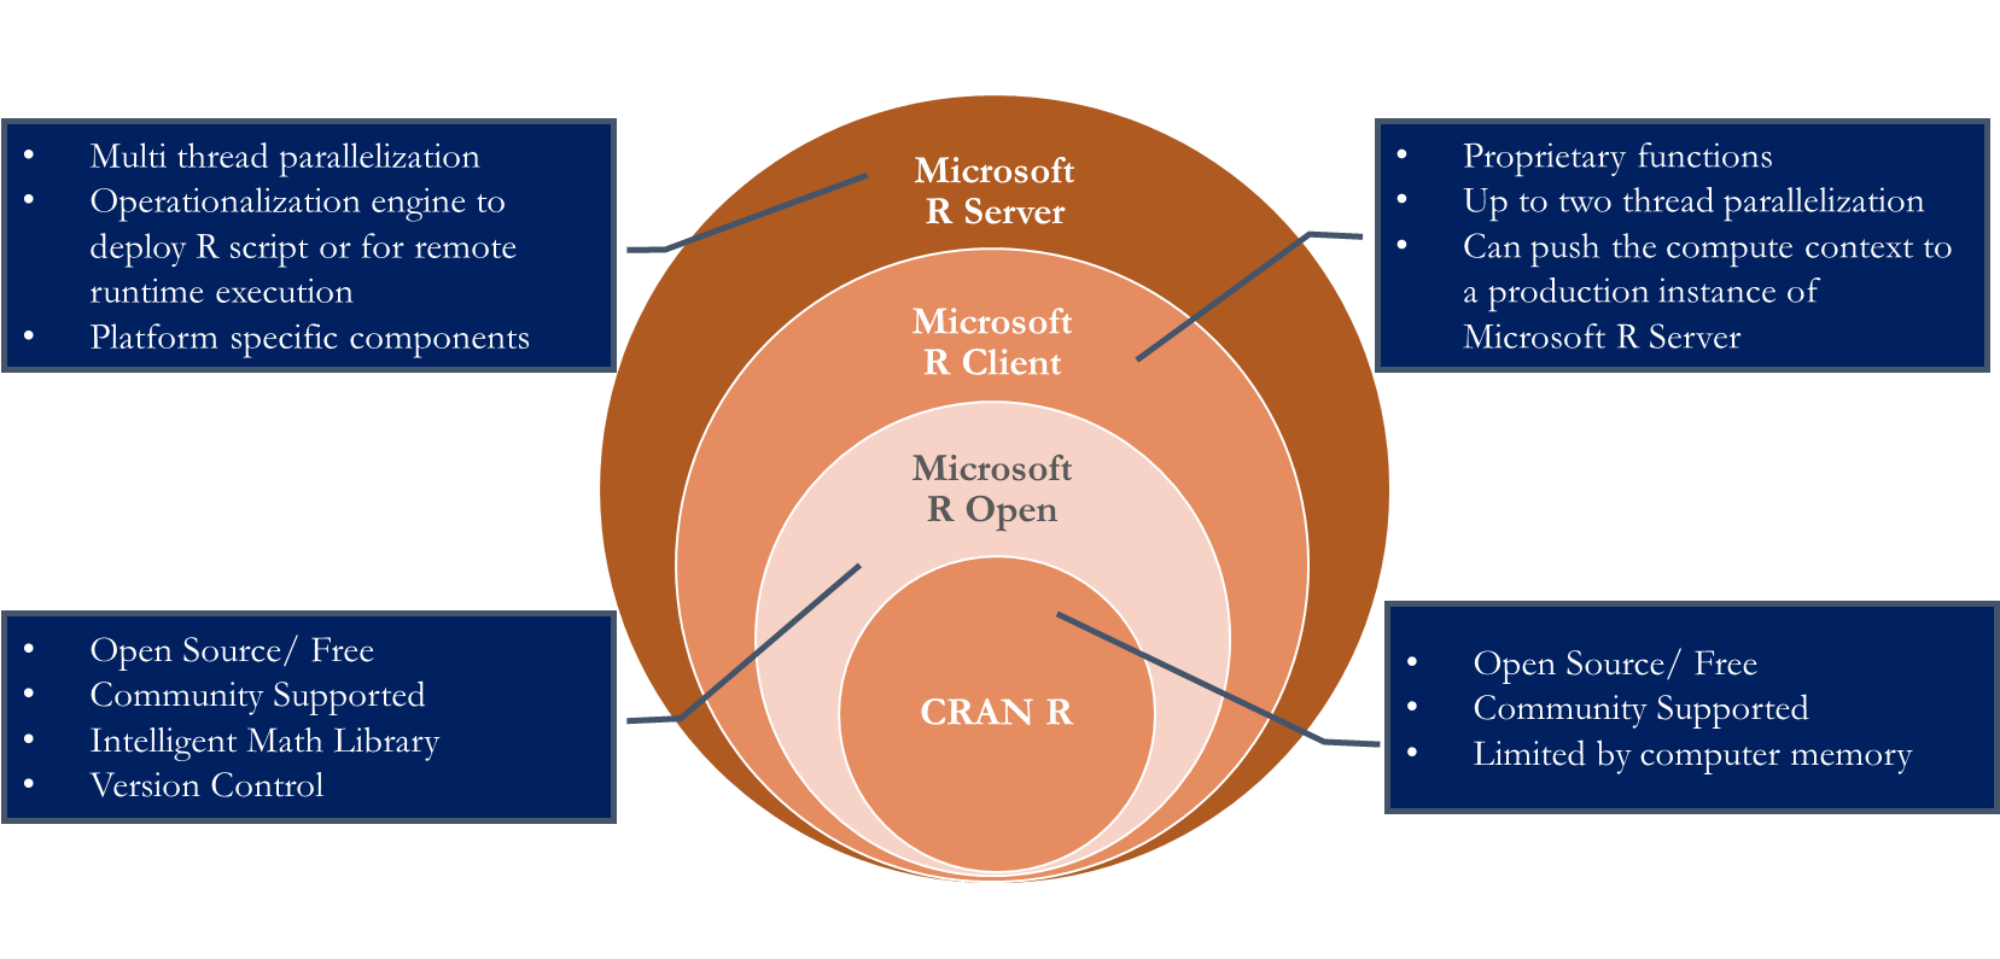 • Multi thread parallelization
• Operationalization engine to
deploy R script or for remote
runtime execution
• Platform specific components
Microsoft
R Server
• Proprietary functions
• Up to two thread parallelization
• Can push the compute context to
a production instance of
Microsoft R Server
Microsoft
R Client
Microsoft
R Open
• Open Source/ Free
• Community Supported
• Intelligent Math Library
• Version Control
CRAN R
• Open Source/ Free
• Community Supported
• Limited by computer memory